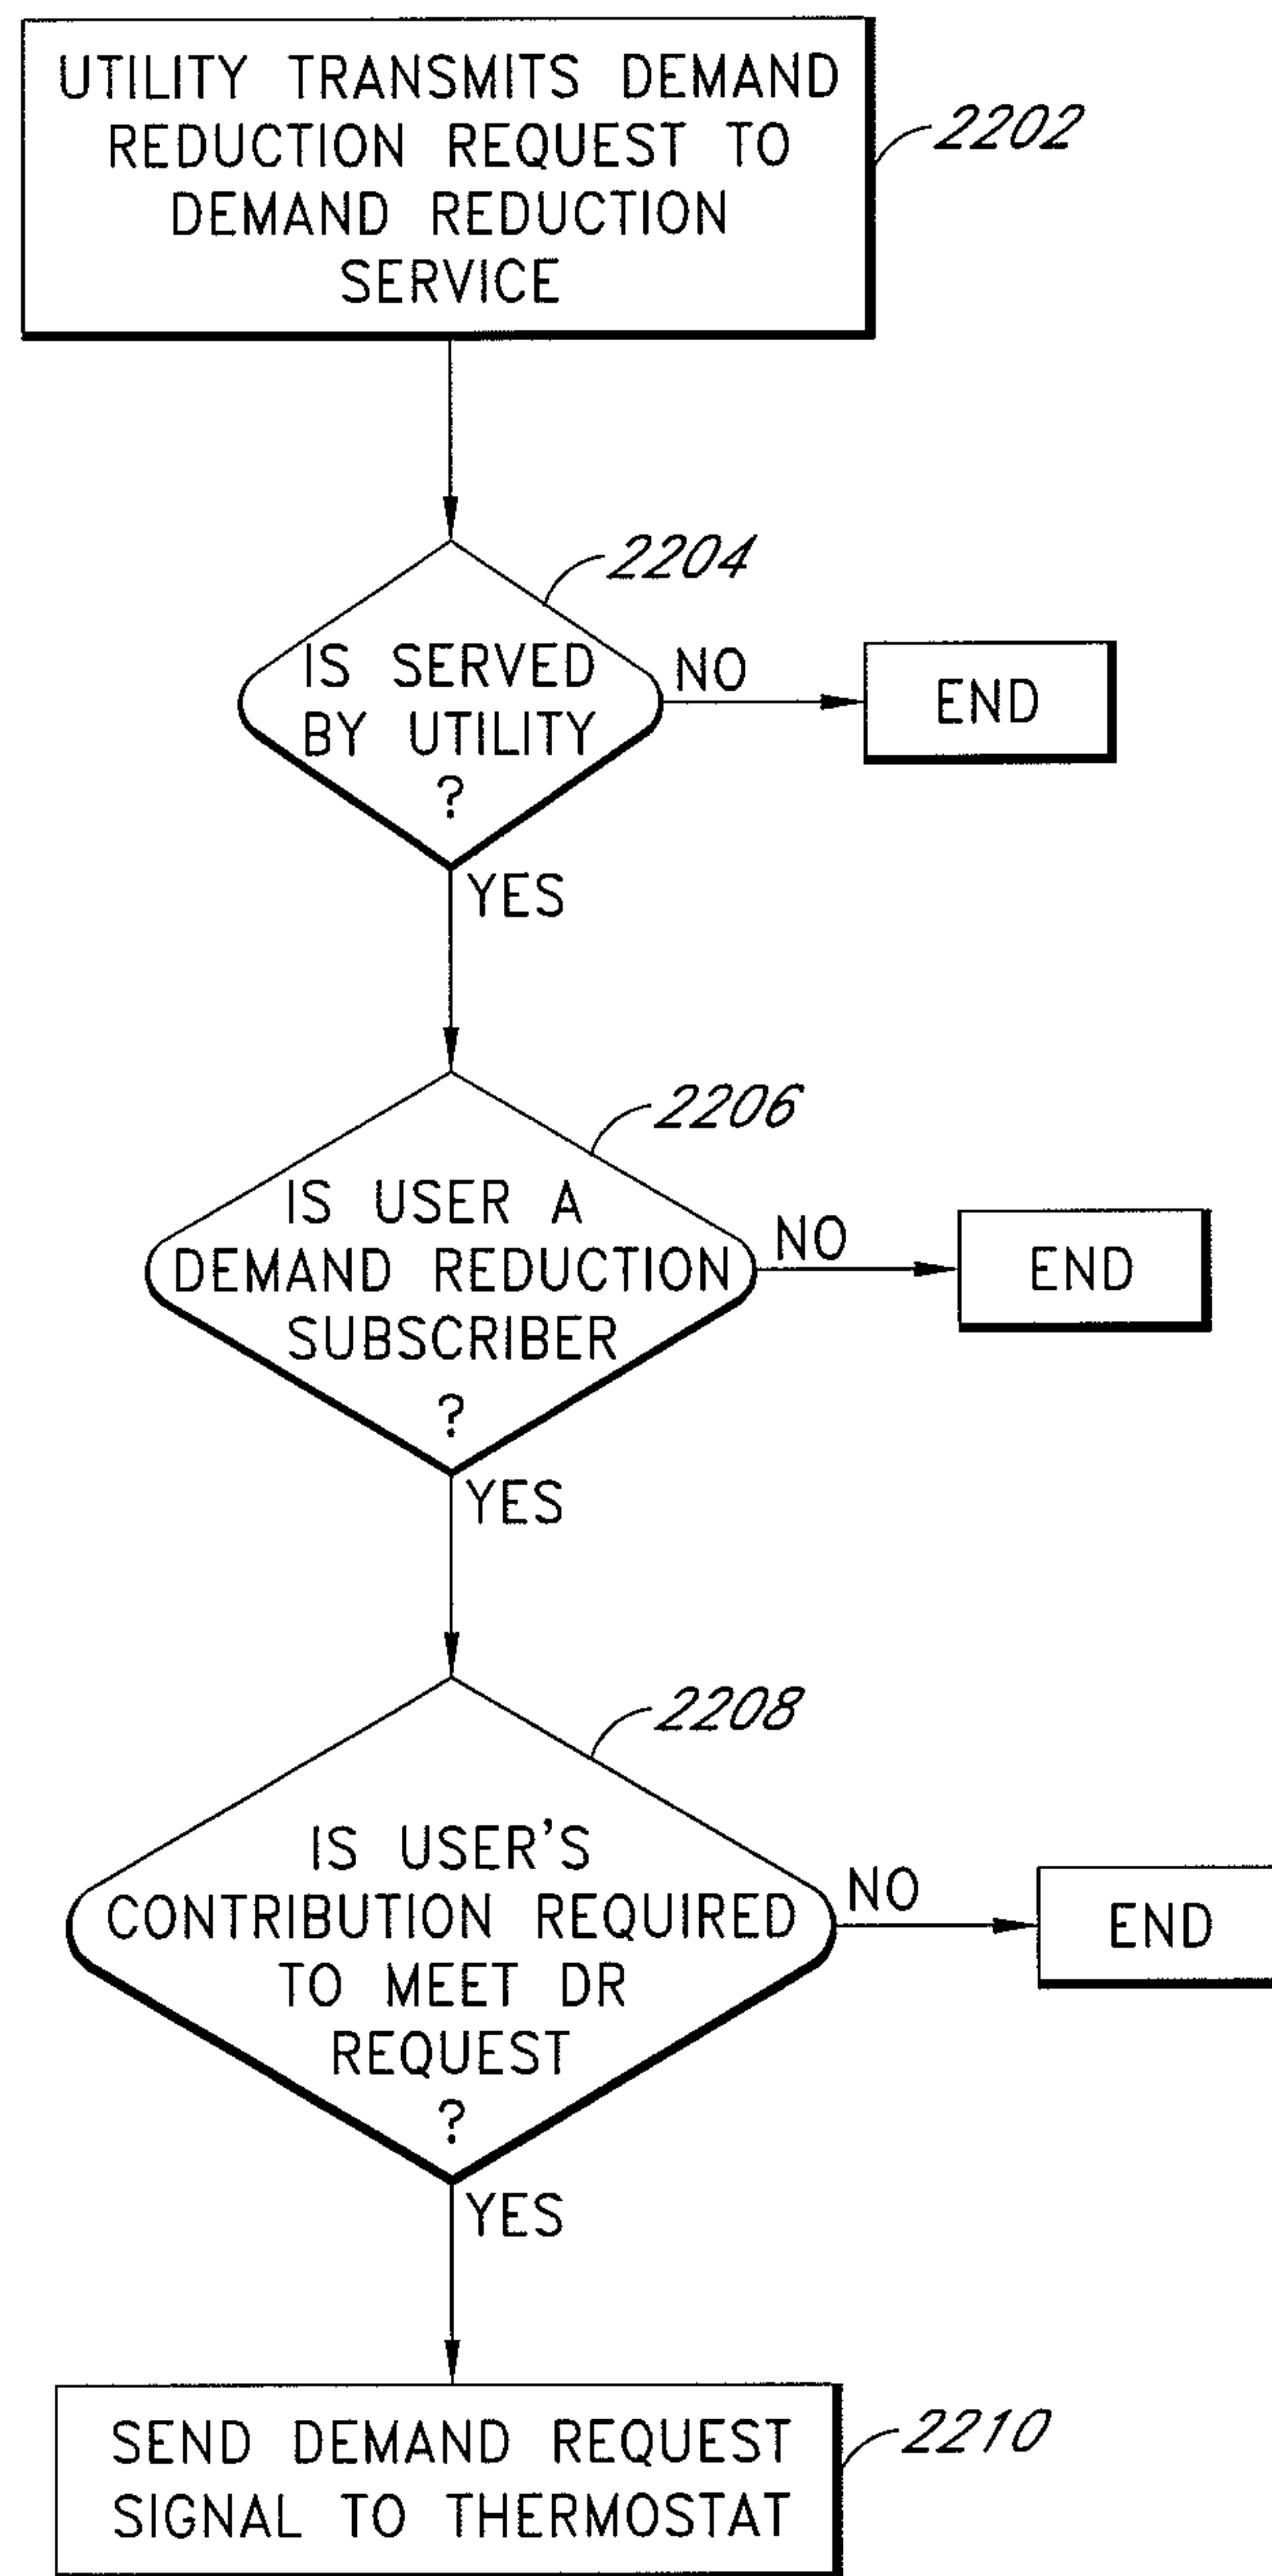 UTILITY TRANSMITS DEMAND
REDUCTION REQUEST TO
DEMAND REDUCTION
SERVICE
2202
2204
IS SERVED
BY UTILITY
?
NO
END
YES
2206
IS USER A
DEMAND REDUCTION
SUBSCRIBER
?
NO
END
YES
2208
IS USER'S
CONTRIBUTION REQUIRED
TO MEET DR
REQUEST
?
NO
END
YES
SEND DEMAND REQUEST
SIGNAL TO THERMOSTAT
2210